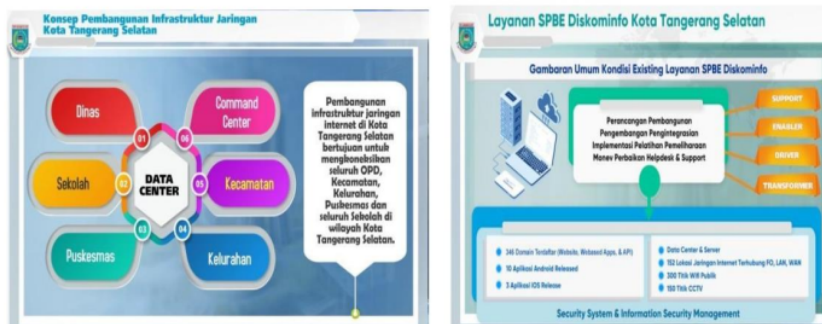 Konsep Pembangunan Infrastruktur Jaringan
Kota Tangerang Selatan
Dinas
Sekolah
Puskesmas
Command
Center
Kecamatan
Kelurahan
01
02
03
04
05
06
DATA
CENTER
Pembangunan
infrastruktur jaringan
internet di Kota
Tangerang Selatan
bertujuan untuk
mengkoneksikan
seluruh OPD,
Kecamatan,
Kelurahan,
Puskesmas dan
seluruh Sekolah di
wilayah Kota
Tangerang Selatan.
Layanan SPBE Diskominfo Kota Tangerang Selatan
Gambaran Umum Kondisi Existing Layanan SPBE Diskominfo
Perancangan Pembangunan
Pengembangan Pengintegrasian
Implementasi Pelatihan Pemeliharaan
Monev Perbaikan Helpdesk & Support
SUPPORT
ENABLER
DRIVER
TRANSFORMER
346 Domain Terdaftar (Website, Webased Apps, & API)
10 Aplikasi Android Released
3 Aplikasi iOS Release
Data Center & Server
152 Lokasi Jaringan Internet Terhubung FO, LAN, WAN
300 Titik Wifi Publik
150 Titik CCTV
Security System & Information Security Management